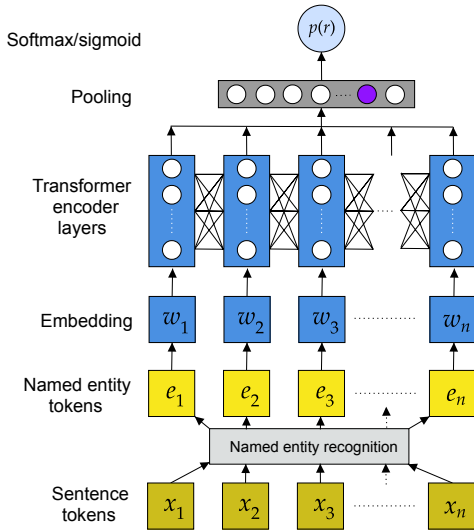 Softmax/sigmoid
p(r)
Pooling
Transformer
encoder
layers
Embedding
w1 w2 w3 wn
Named entity
tokens
e1 e2 e3 en
Named entity recognition
Sentence
tokens
x1 x2 x3 xn